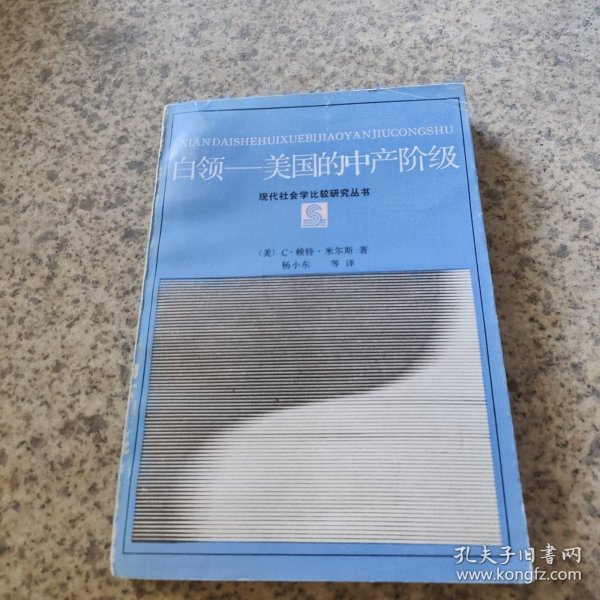 XIANDAISHEHUIXUEBIJIAOYANJIUCONGSHU
白领—美国的中产阶级
现代社会学比较研究丛书
S
〔美〕C·赖特·米尔斯 著
杨小东 等 译
孔夫子旧书网
www.kongfz.com